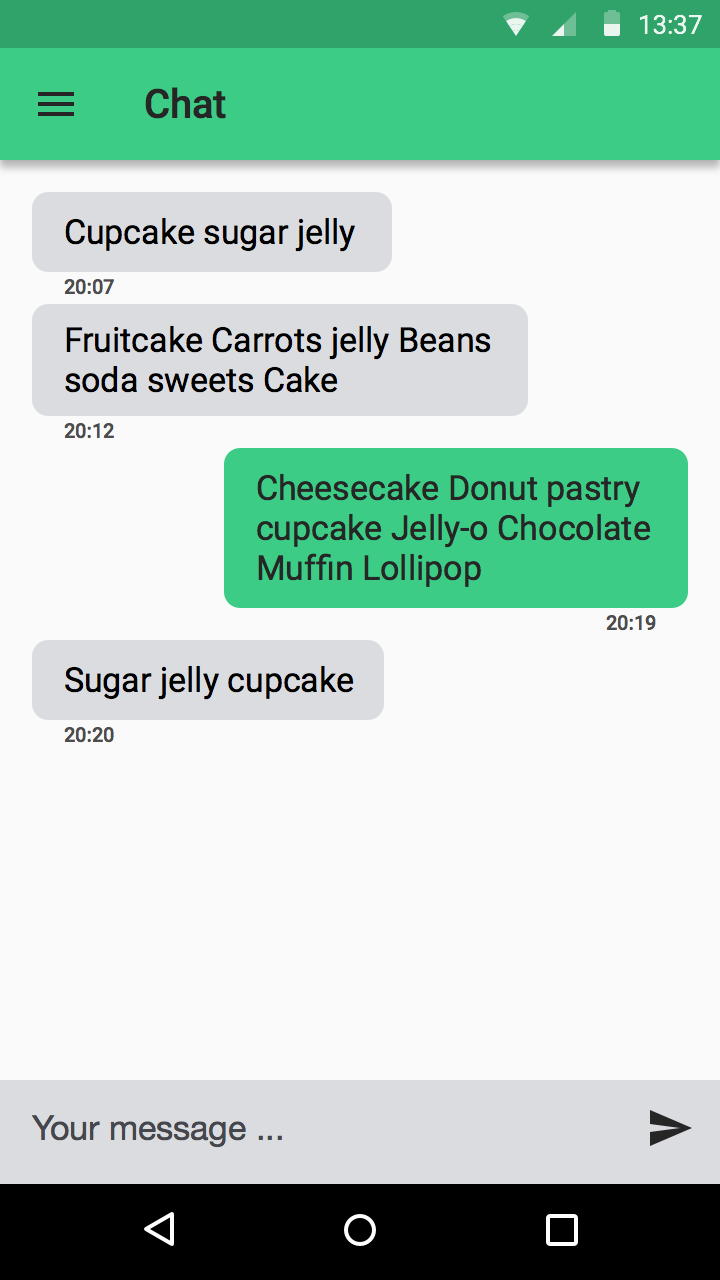 13:37
Chat
Cupcake sugar jelly
20:07
Fruitcake Carrots jelly Beans
soda sweets Cake
20:12
Cheesecake Donut pastry
cupcake Jelly-o Chocolate
Muffin Lollipop
20:19
Sugar jelly cupcake
20:20
Your message ...